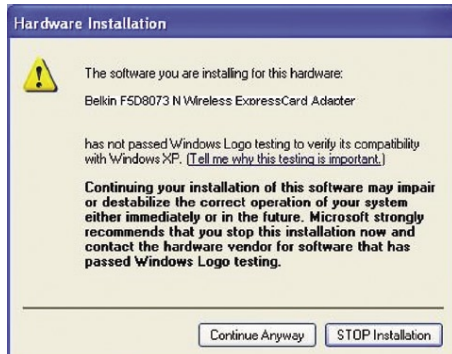 Hardware Installation
The software you are installing for this hardware:
Belkin F5D8073 N Wireless ExpressCard Adapter
has not passed Windows Logo testing to verify its compatibility
with Windows XP. (Tell me why this testing is important.)
Continuing your installation of this software may impair
or destabilize the correct operation of your system
either immediately or in the future. Microsoft strongly
recommends that you stop this installation now and
contact the hardware vendor for software that has
passed Windows Logo testing.
Continue Anyway
STOP Installation